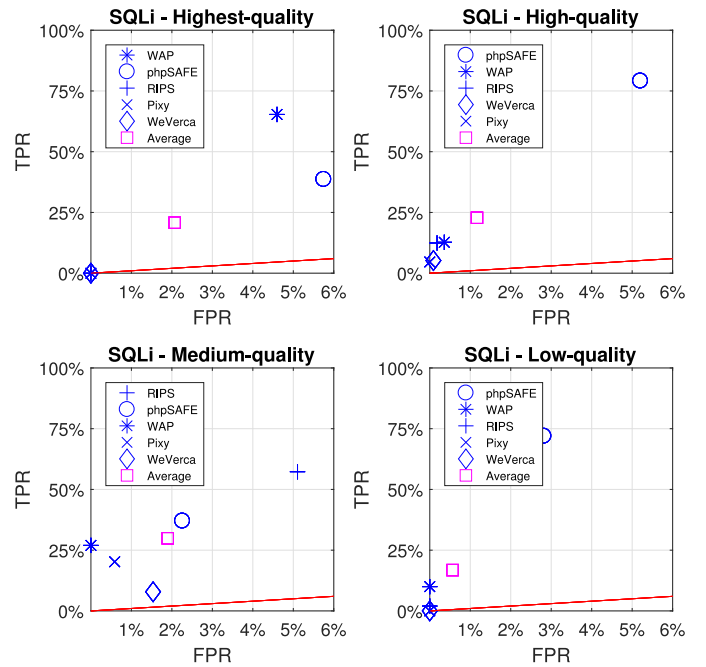 SQLi - Highest-quality
100%
75%
50%
25%
0%
TPR
WAP
phpSAFE
RIPS
Pixy
WeVerca
Average
1% 2% 3% 4% 5% 6%
FPR
SQLi - High-quality
100%
75%
50%
25%
0%
TPR
phpSAFE
WAP
RIPS
WeVerca
Pixy
Average
1% 2% 3% 4% 5% 6%
FPR
SQLi - Medium-quality
100%
75%
50%
25%
0%
TPR
RIPS
phpSAFE
WAP
Pixy
WeVerca
Average
1% 2% 3% 4% 5% 6%
FPR
SQLi - Low-quality
100%
75%
50%
25%
0%
TPR
phpSAFE
WAP
RIPS
Pixy
WeVerca
Average
1% 2% 3% 4% 5% 6%
FPR